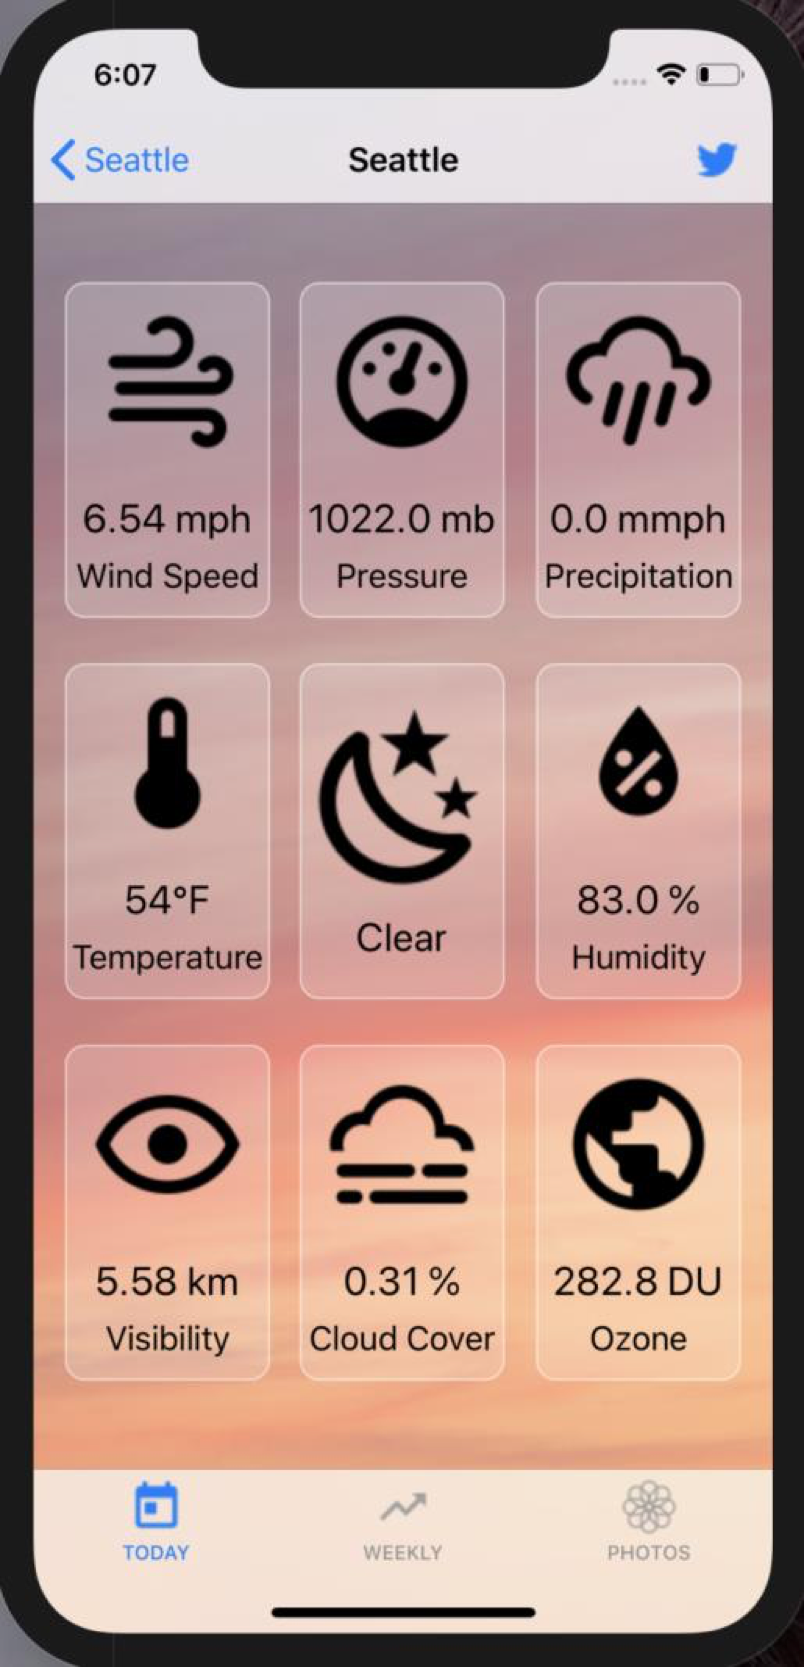 6:07
Seattle
Seattle
6.54 mph
Wind Speed
1022.0 mb
Pressure
0.0 mmph
Precipitation
54°F
Temperature
Clear
83.0 %
Humidity
5.58 km
Visibility
0.31 %
Cloud Cover
282.8 DU
Ozone
TODAY
WEEKLY
PHOTOS